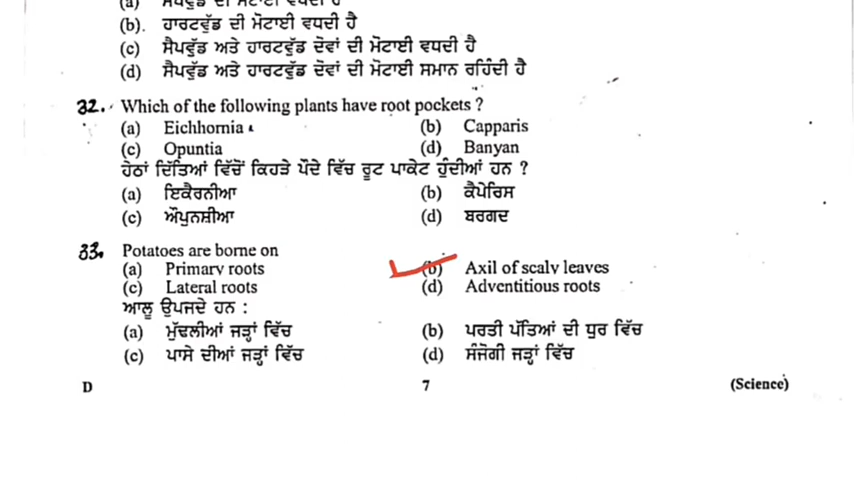 (a) ਸੈਪਵੁੱਡ ਦੀ ਮੋਟਾਈ ਵਧਦੀ ਹੈ
(b). ਹਾਰਟਵੁੱਡ ਦੀ ਮੋਟਾਈ ਵਧਦੀ ਹੈ
(c) ਸੈਪਵੁੱਡ ਅਤੇ ਹਾਰਟਵੁੱਡ ਦੋਵਾਂ ਦੀ ਮੋਟਾਈ ਵਧਦੀ ਹੈ
(d) ਸੈਪਵੁੱਡ ਅਤੇ ਹਾਰਟਵੁੱਡ ਦੋਵਾਂ ਦੀ ਮੋਟਾਈ ਸਮਾਨ ਰਹਿੰਦੀ ਹੈ
32. Which of the following plants have root pockets ?
(a) Eichhornia (b) Capparis
(c) Opuntia (d) Banyan
ਹੇਠਾਂ ਦਿੱਤਿਆਂ ਵਿੱਚੋਂ ਕਿਹੜੇ ਪੌਦੇ ਵਿੱਚ ਰੂਟ ਪਾਕੇਟ ਹੁੰਦੀਆਂ ਹਨ ?
(a) ਇਕੈਰਨੀਆ (b) ਕੈਪੇਰਿਸ
(c) ਔਪੁਨਸ਼ੀਆ (d) ਬਰਗਦ
33. Potatoes are borne on
(a) Primary roots (b) Axil of scaly leaves
(c) Lateral roots (d) Adventitious roots
ਆਲੂ ਉਪਜਦੇ ਹਨ :
(a) ਮੁੱਢਲੀਆਂ ਜੜ੍ਹਾਂ ਵਿੱਚ (b) ਪਰਤੀ ਪੱਤਿਆਂ ਦੀ ਧੁਰ ਵਿੱਚ
(c) ਪਾਸੇ ਦੀਆਂ ਜੜ੍ਹਾਂ ਵਿੱਚ (d) ਸੰਜੋਗੀ ਜੜ੍ਹਾਂ ਵਿੱਚ
D 7 (Science)